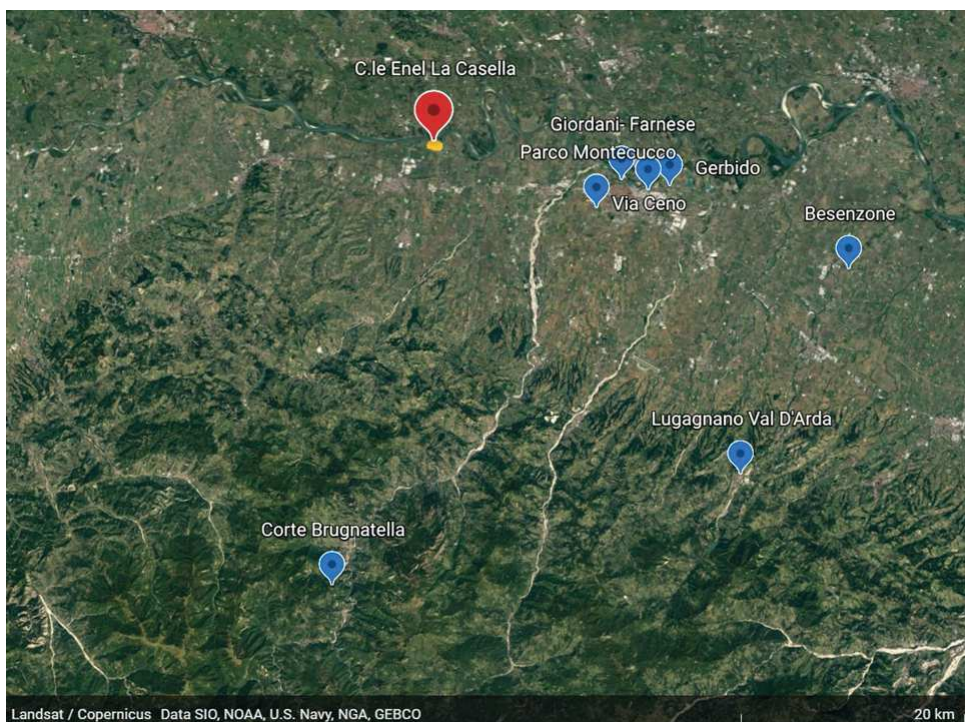 C.le Enel La Casella
Giordani- Farnese
Parco Montecucco
Gerbido
Via Ceno
Besenzone
Lugagnano Val D'Arda
Corte Brugnatella
Landsat / Copernicus Data SIO, NOAA, U.S. Navy, NGA, GEBCO
20 km